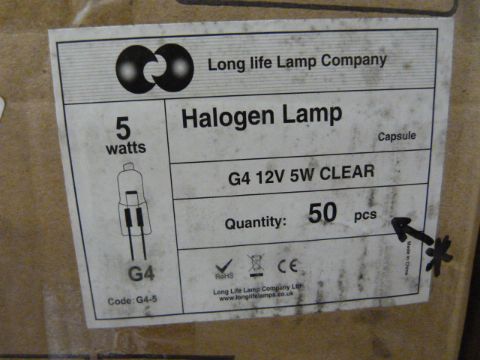 Long life Lamp Company
5
watts
Halogen Lamp
Capsule
G4 12V 5W CLEAR
Quantity: 50 pcs
G4
Code: G4-5
RoHS
CE
Long Life Lamp Company Ltd
www.longlifelamps.co.uk
Made in China